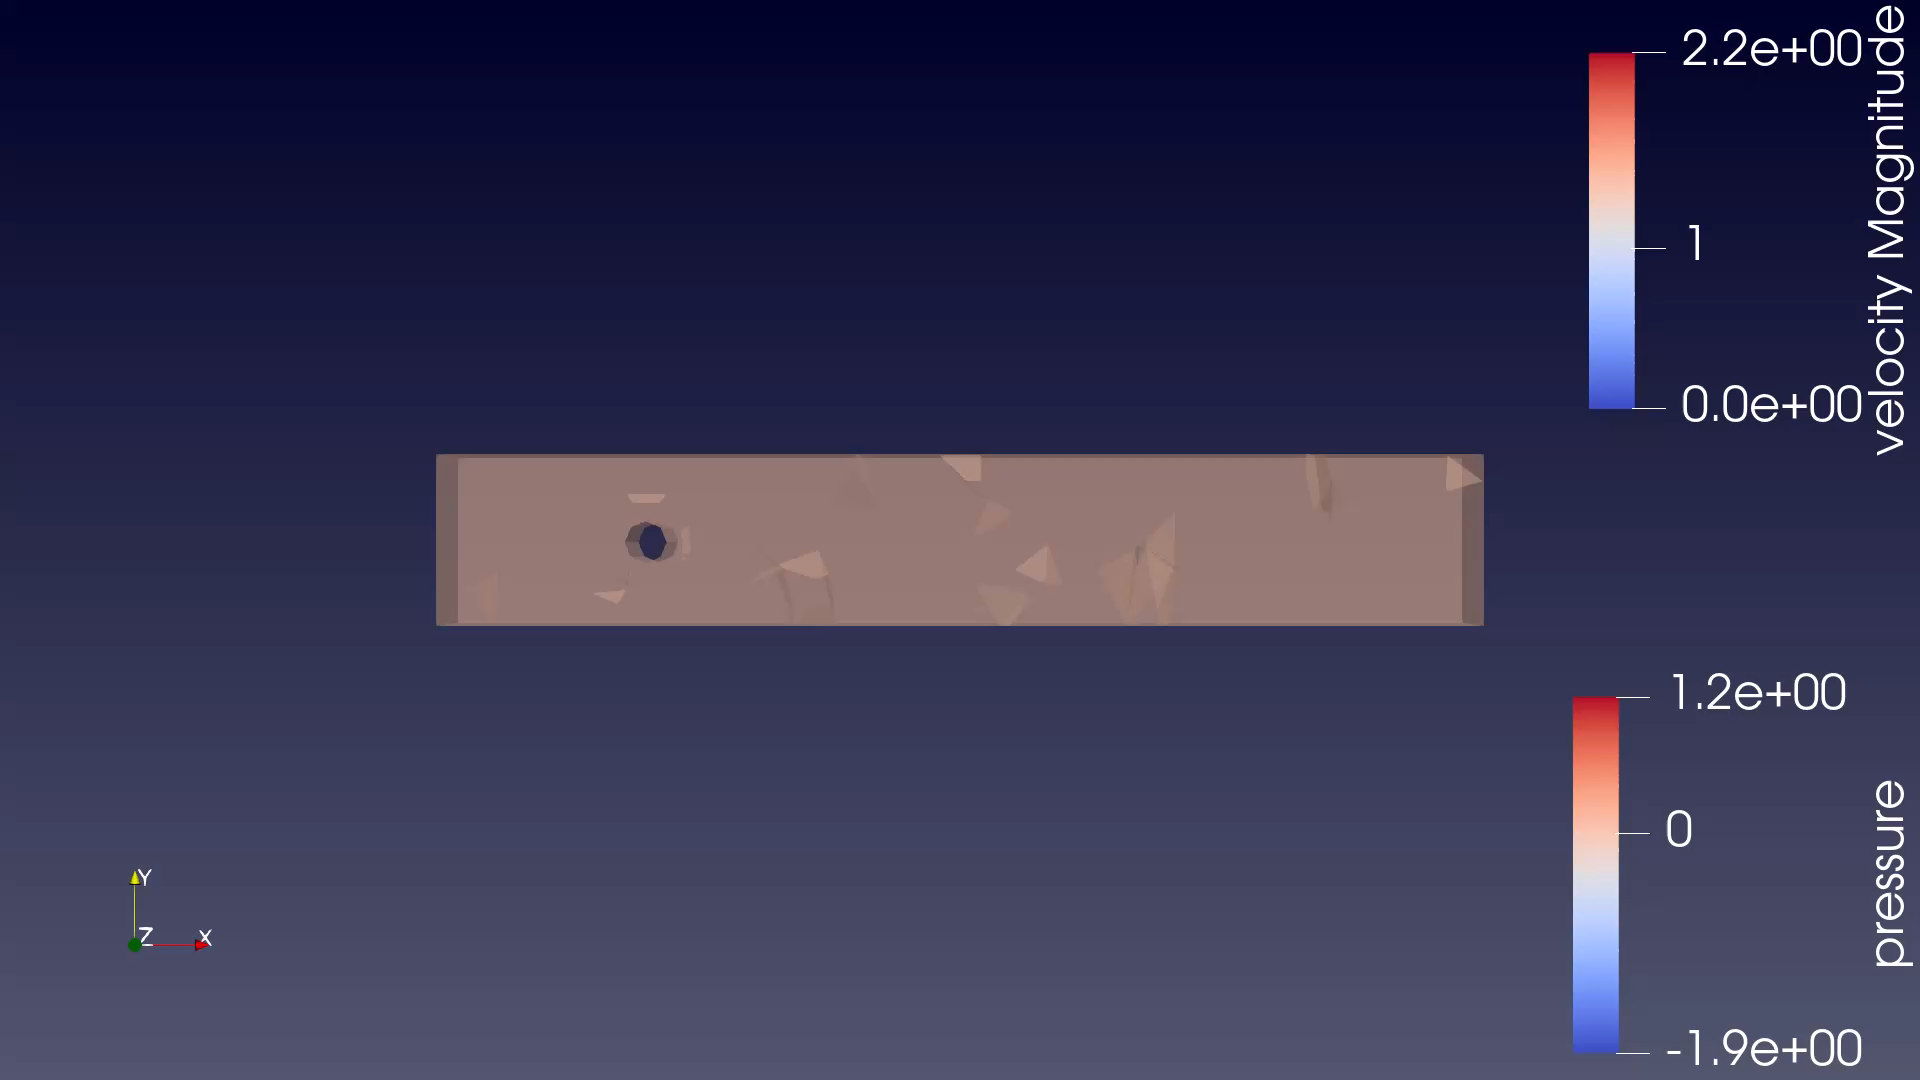 2.2e+00
1
0.0e+00
velocity Magnitude
1.2e+00
0
-1.9e+00
pressure
Y
Z
X